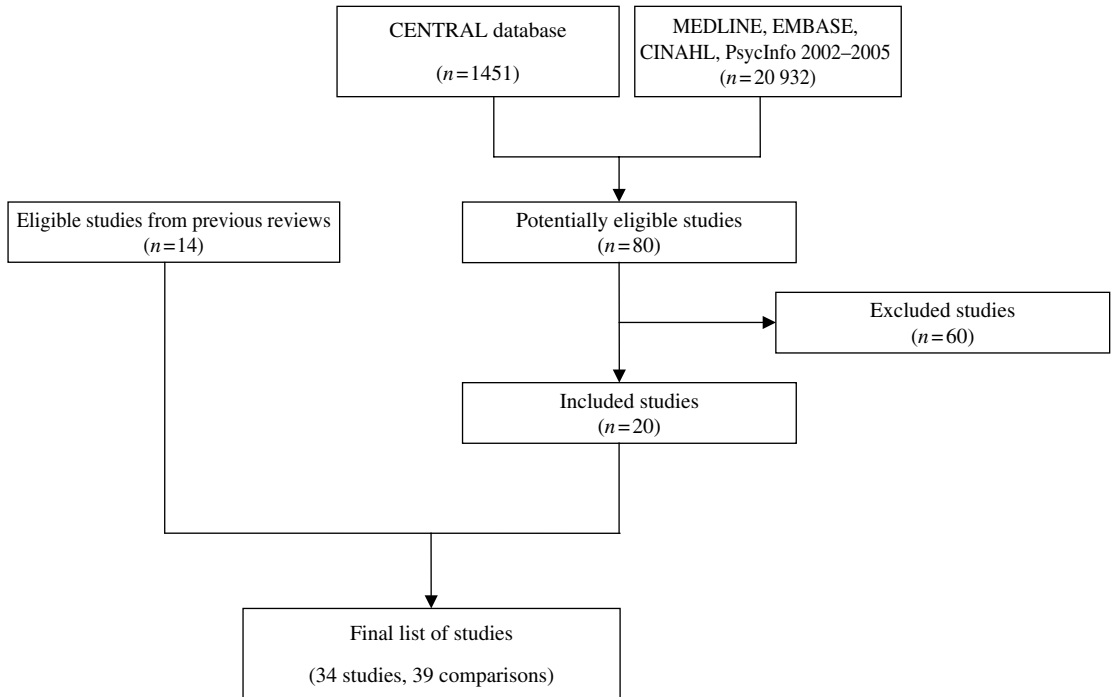 CENTRAL database
(n=1451)
MEDLINE, EMBASE,
CINAHL, PsycInfo 2002–2005
(n=20 932)
Eligible studies from previous reviews
(n=14)
Potentially eligible studies
(n=80)
Excluded studies
(n=60)
Included studies
(n=20)
Final list of studies
(34 studies, 39 comparisons)